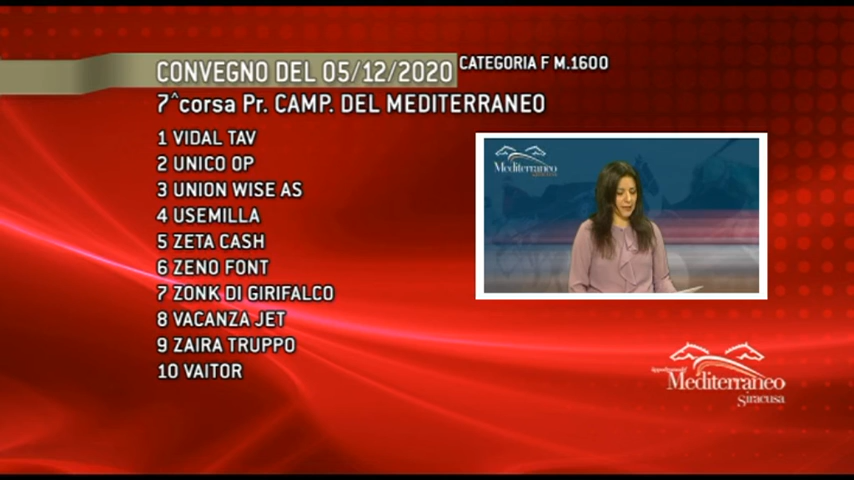 CONVEGNO DEL 05/12/2020 CATEGORIA F M.1600
7^corsa Pr. CAMP. DEL MEDITERRANEO
1 VIDAL TAV
2 UNICO OP
3 UNION WISE AS
4 USEMILLA
5 ZETA CASH
6 ZENO FONT
7 ZONK DI GIRIFALCO
8 VACANZA JET
9 ZAIRA TRUPPO
10 VAITOR
Mediterraneo
Siracusa
Mediterraneo
Siracusa